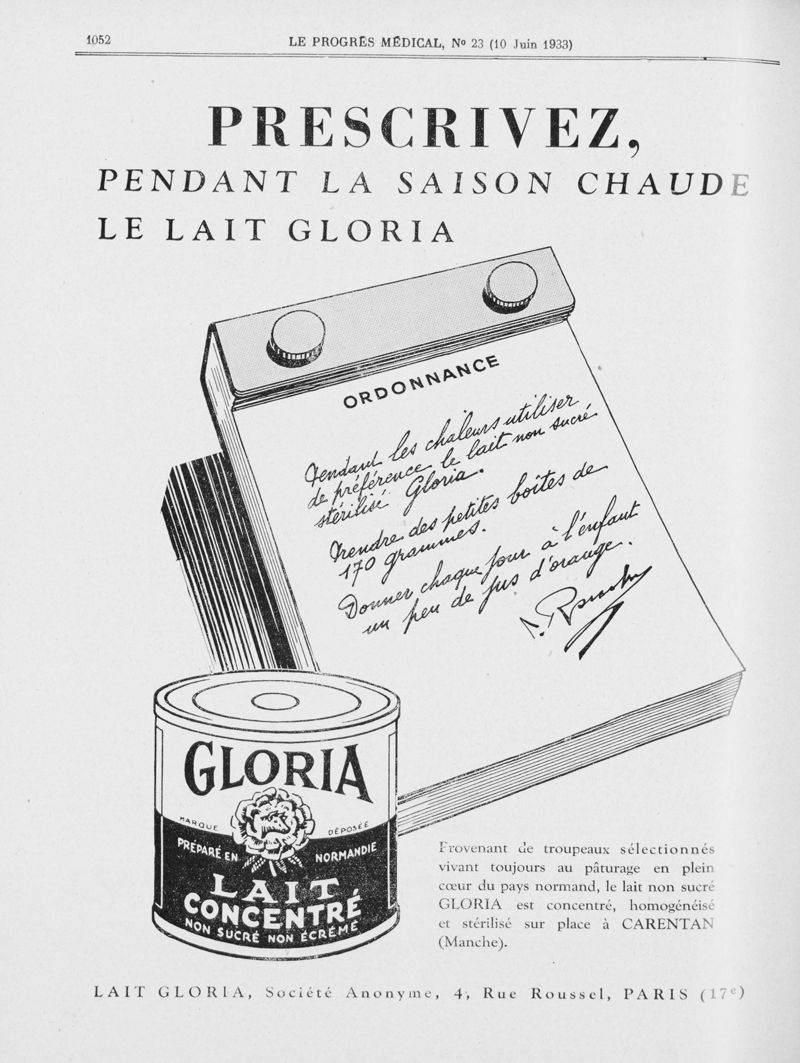 1052
LE PROGRÈS MÉDICAL, No 23 (10 Juin 1933)
PRESCRIVEZ,
PENDANT LA SAISON CHAUDE
LE LAIT GLORIA
ORDONNANCE
Pendant les chaleurs utiliser
de préférence le lait non sucré
stérilisé Gloria.
Prendre des petites boîtes de
170 grammes.
Donner chaque jour à l'enfant
un peu de jus d'orange.
GLORIA
MARQUE DÉPOSÉE
PRÉPARÉ EN NORMANDIE
LAIT
CONCENTRÉ
NON SUCRÉ NON ÉCRÉMÉ
Provenant de troupeaux sélectionnés
vivant toujours au pâturage en plein
cœur du pays normand, le lait non sucré
GLORIA est concentré, homogénéisé
et stérilisé sur place à CARENTAN
(Manche).
LAIT GLORIA, Société Anonyme, 4, Rue Roussel, PARIS (17e)